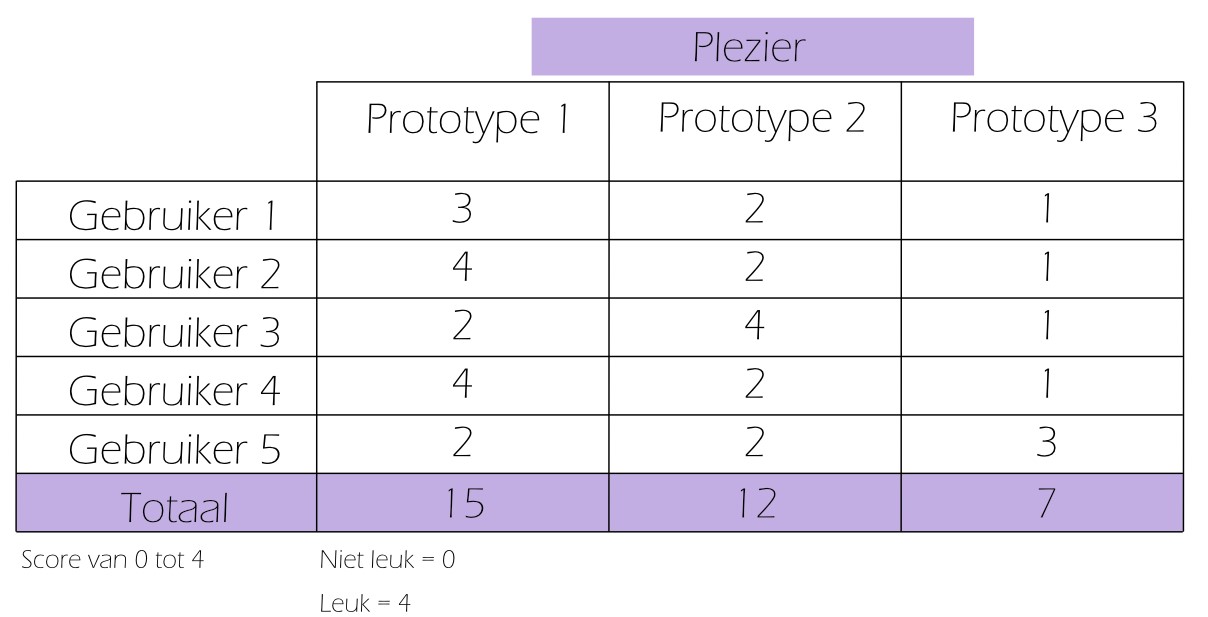 Plezier
Prototype 1 Prototype 2 Prototype 3
Gebruiker 1 3 2 1
Gebruiker 2 4 2 1
Gebruiker 3 2 4 1
Gebruiker 4 4 2 1
Gebruiker 5 2 2 3
Totaal 15 12 7
Score van 0 tot 4 Niet leuk = 0
Leuk = 4